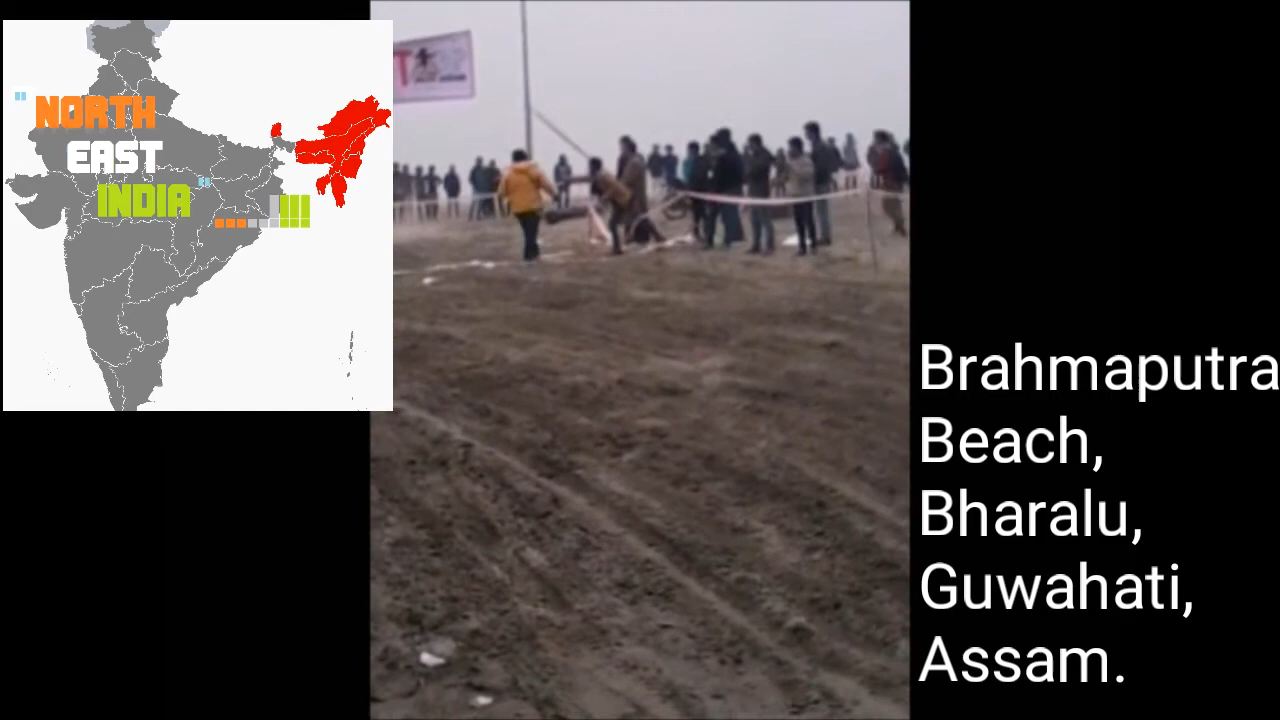 "NORTH
EAST
INDIA"
Brahmaputra
Beach,
Bharalu,
Guwahati,
Assam.